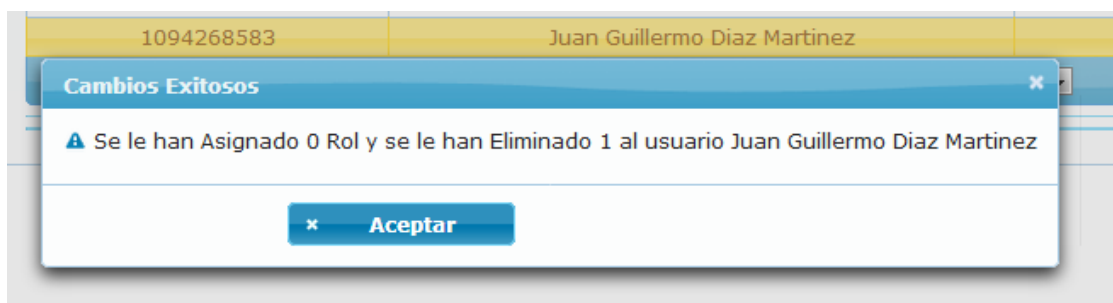 1094268583 Juan Guillermo Diaz Martinez
Cambios Exitosos
Se le han Asignado 0 Rol y se le han Eliminado 1 al usuario Juan Guillermo Diaz Martinez
Aceptar